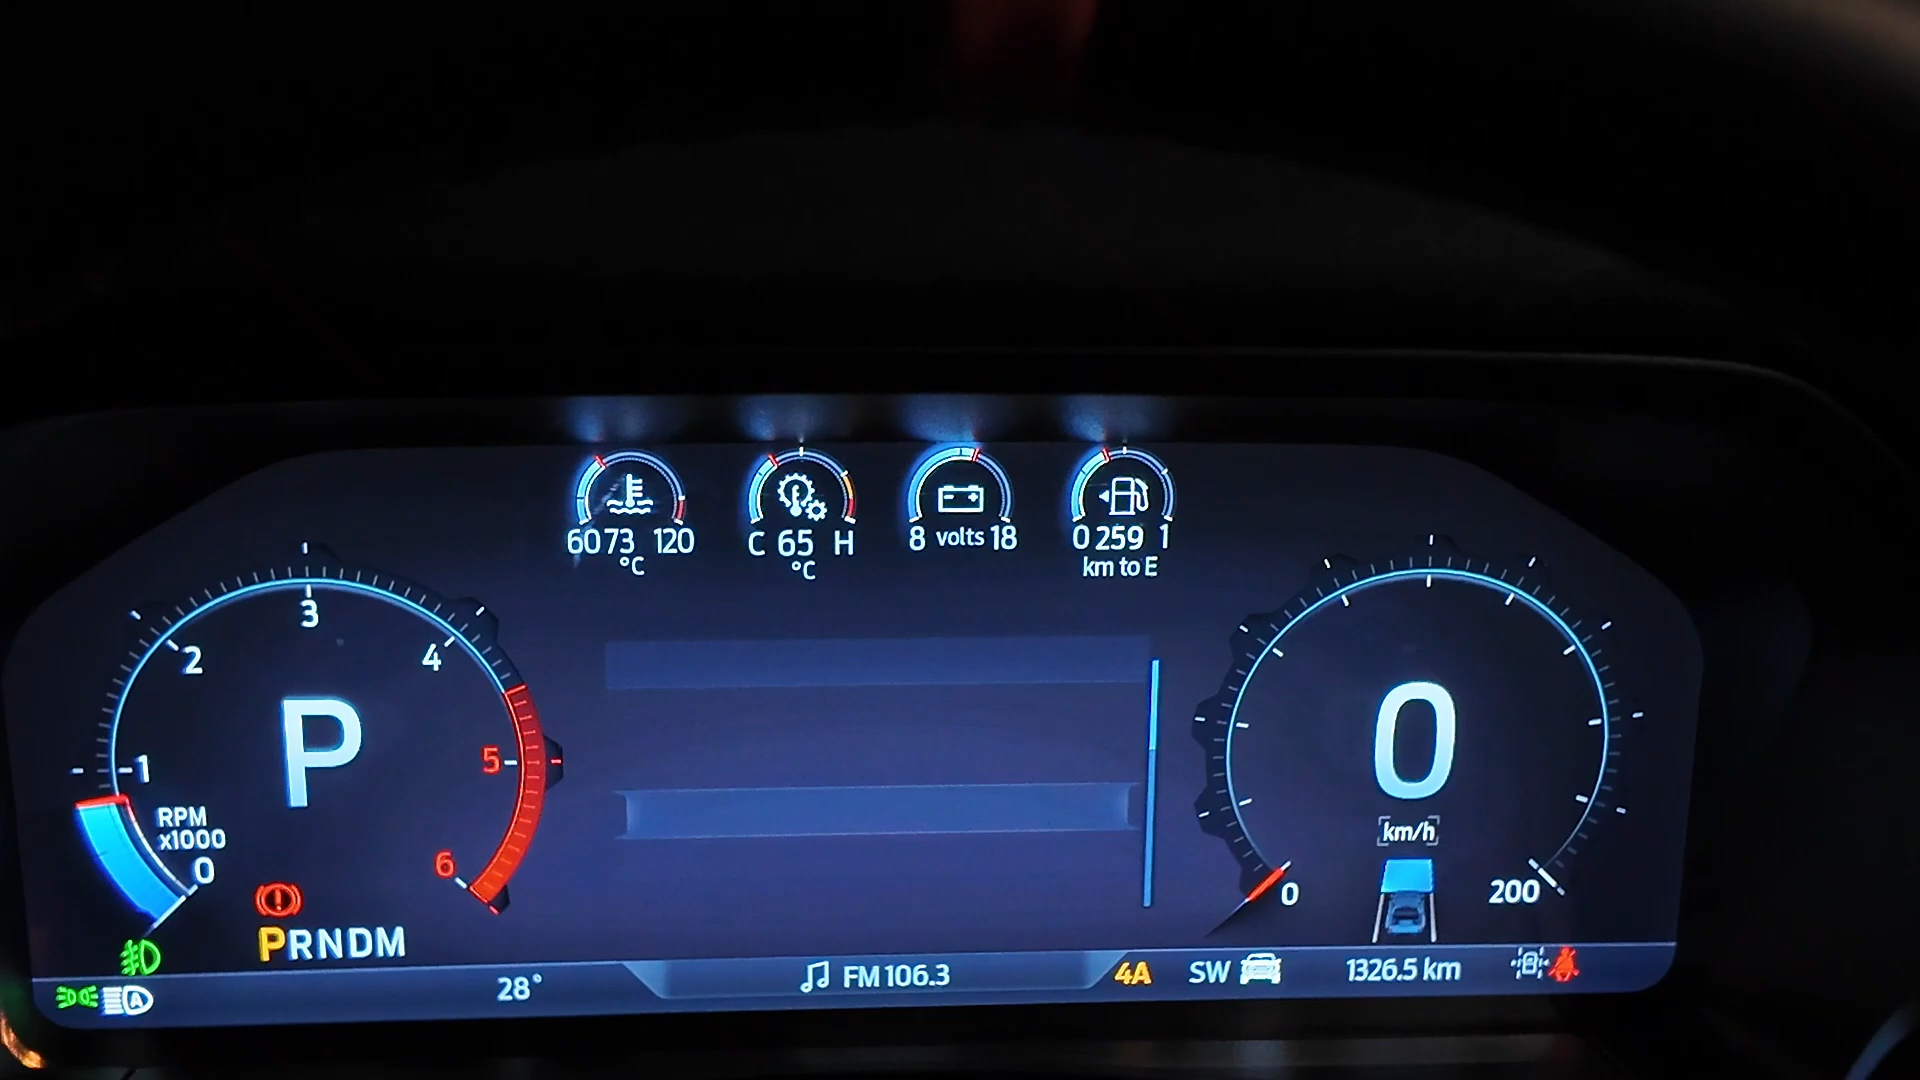 60 73 120
°C
C 65 H
°C
8 volts 18
0 259 1
km to E
3
2
4
1
5
P
RPM
x1000
0
6
PRNDM
0
km/h
0
200
28°
FM 106.3
4A
SW
1326.5 km
A